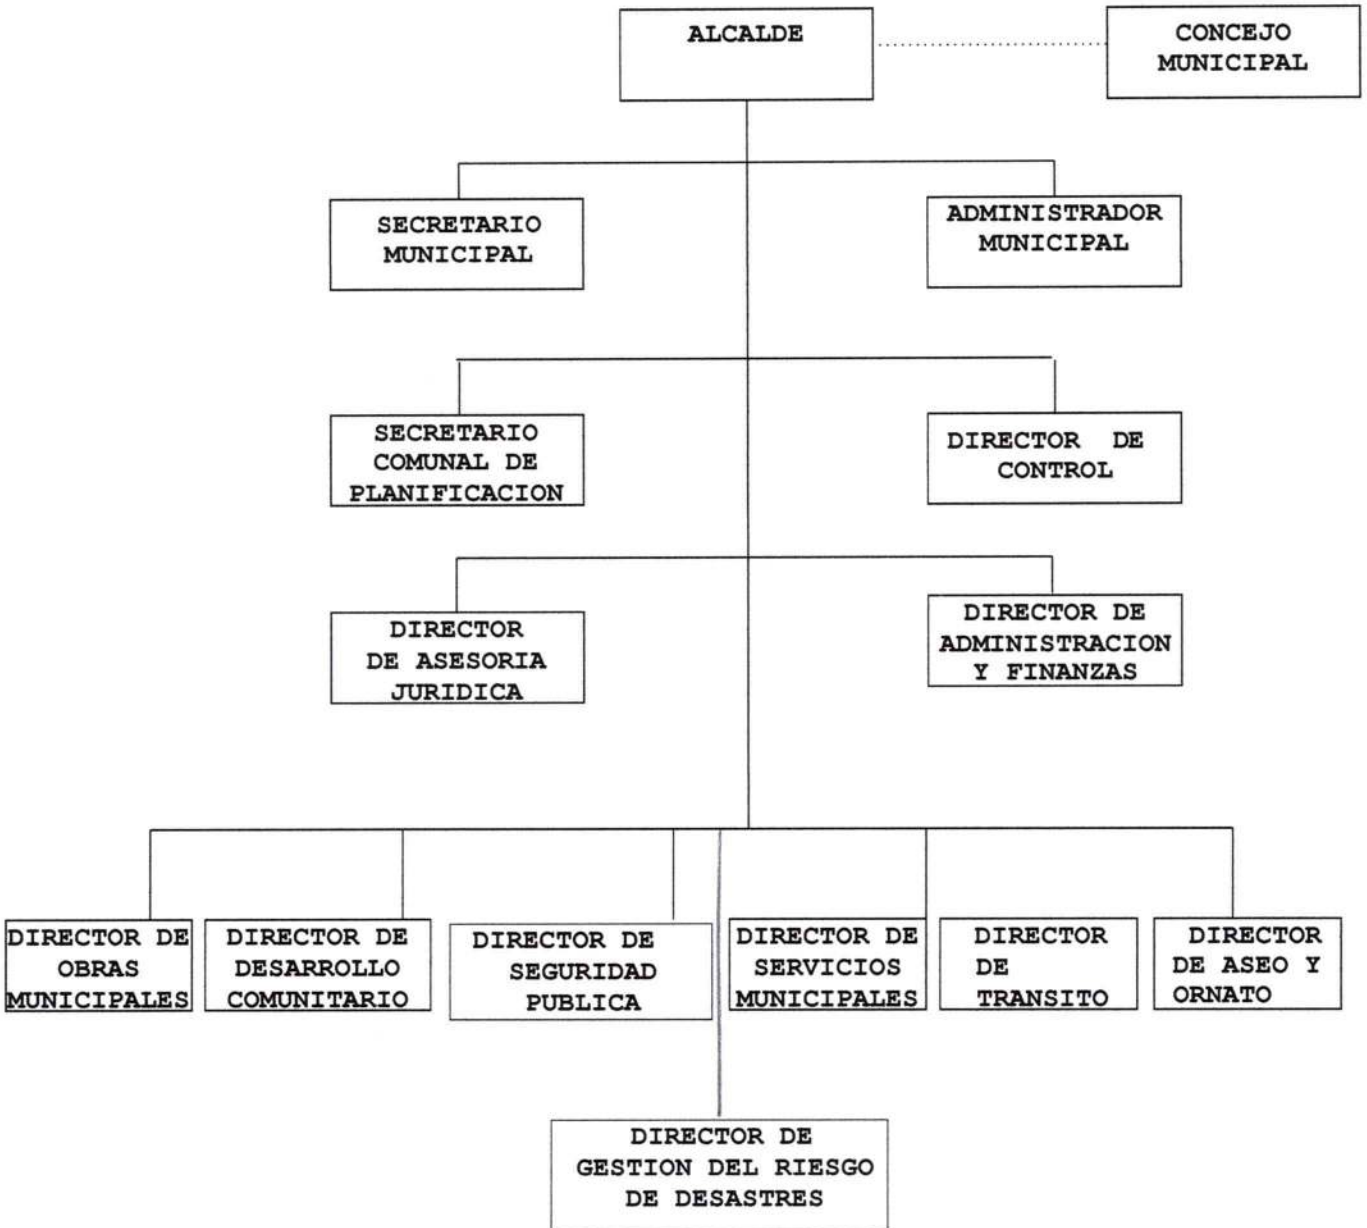 ALCALDE
CONCEJO
MUNICIPAL
SECRETARIO
MUNICIPAL
ADMINISTRADOR
MUNICIPAL
SECRETARIO
COMUNAL DE
PLANIFICACION
DIRECTOR DE
CONTROL
DIRECTOR
DE ASESORIA
JURIDICA
DIRECTOR DE
ADMINISTRACION
Y FINANZAS
DIRECTOR DE
OBRAS
MUNICIPALES
DIRECTOR DE
DESARROLLO
COMUNITARIO
DIRECTOR DE
SEGURIDAD
PUBLICA
DIRECTOR DE
SERVICIOS
MUNICIPALES
DIRECTOR
DE
TRANSITO
DIRECTOR
DE ASEO Y
ORNATO
DIRECTOR DE
GESTION DEL RIESGO
DE DESASTRES